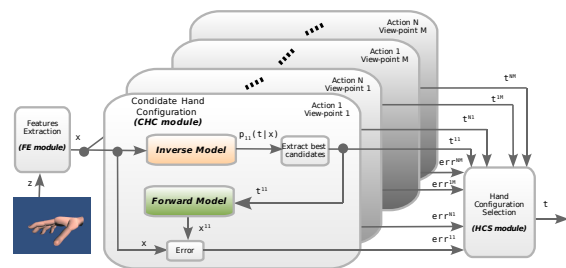 Action N
View-point M
Action 1
View-point M
Action N
View-point 1
Action 1
View-point 1
Candidate Hand
Configuration
(CHC module)
Features
Extraction
(FE module)
x
z
Inverse Model
p₁₁(t|x)
Extract best
candidates
Forward Model
t¹¹
x¹¹
x
Error
tᴺᴹ
t¹ᴹ
tᴺ¹
t¹¹
errᴺᴹ
err¹ᴹ
errᴺ¹
err¹¹
Hand
Configuration
Selection
(HCS module)
t